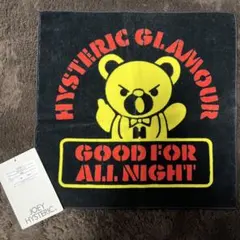 HYSTERIC GLAMOUR
H
GOOD FOR
ALL NIGHT
JOEY
HYSTERIC.